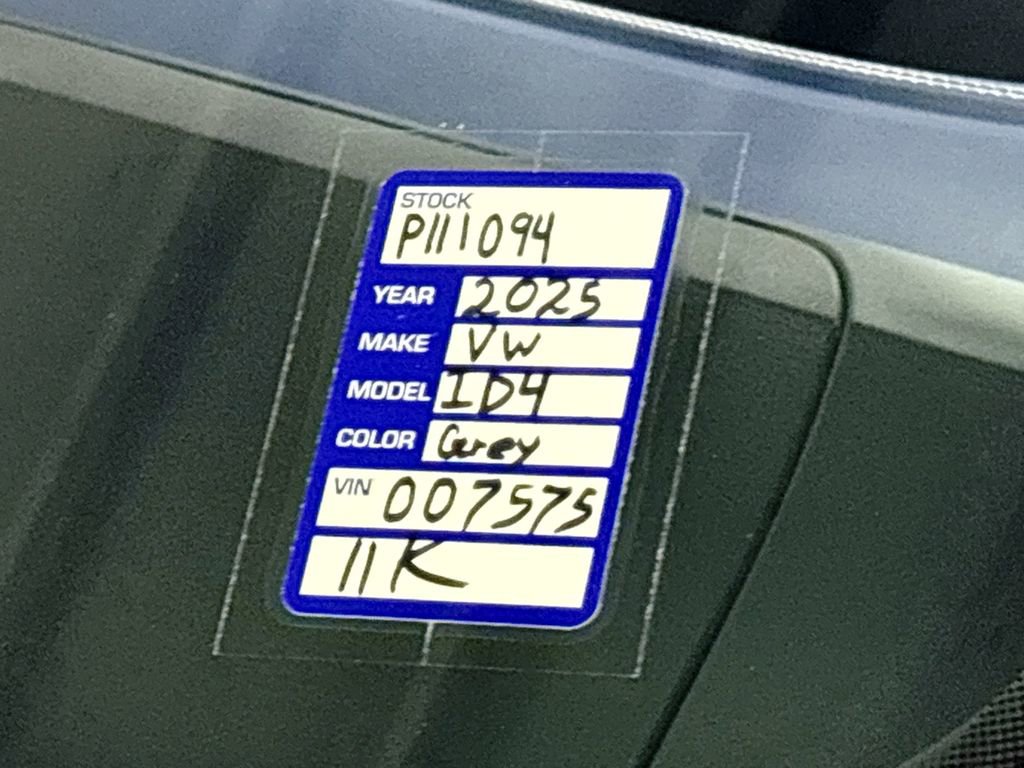 STOCK
P111094
YEAR 2025
MAKE VW
MODEL ID4
COLOR Grey
VIN 007575
11K